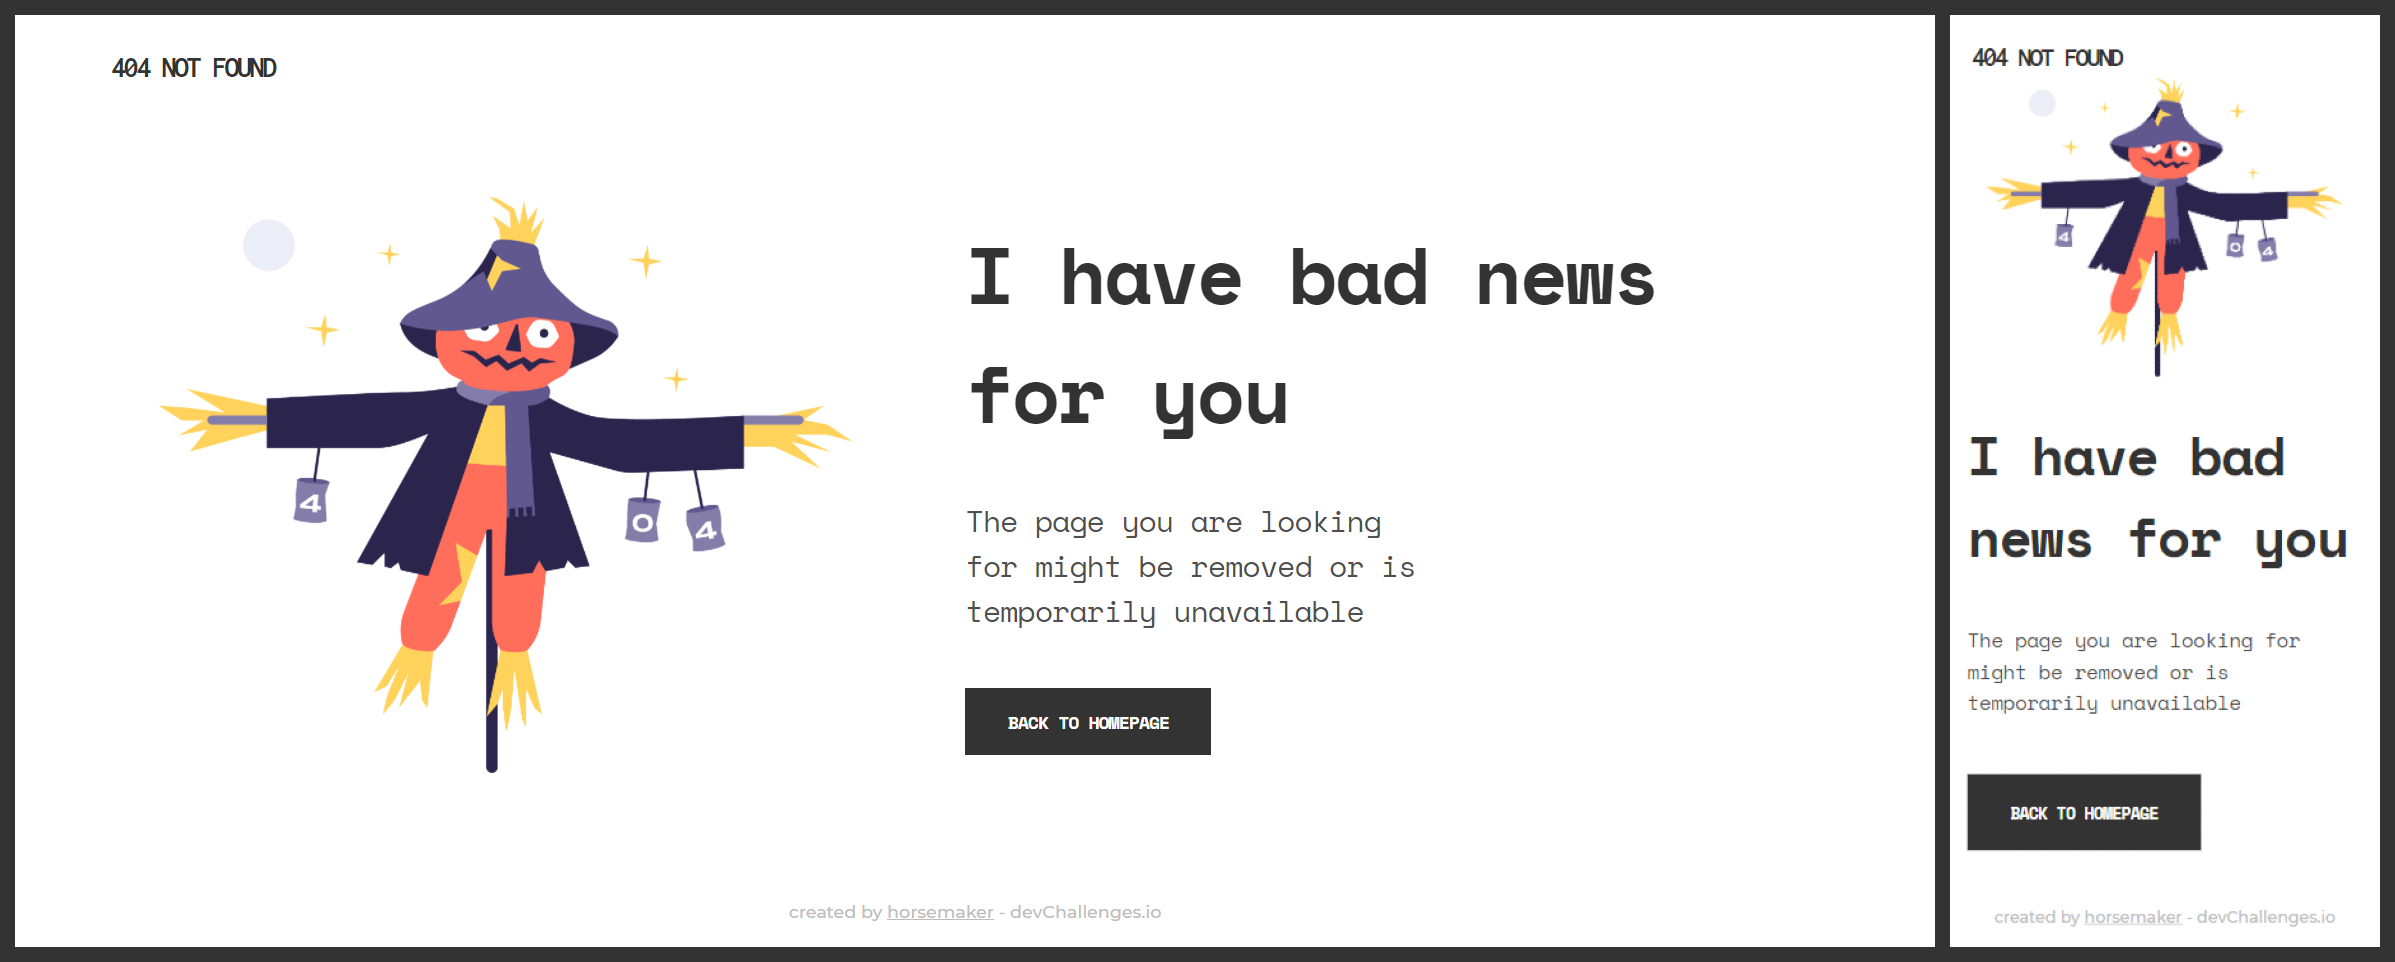 404 NOT FOUND
4
0
4
I have bad news
for you
The page you are looking
for might be removed or is
temporarily unavailable
BACK TO HOMEPAGE
created by horsemaker - devChallenges.io
404 NOT FOUND
4
0
4
I have bad
news for you
The page you are looking for
might be removed or is
temporarily unavailable
BACK TO HOMEPAGE
created by horsemaker - devChallenges.io